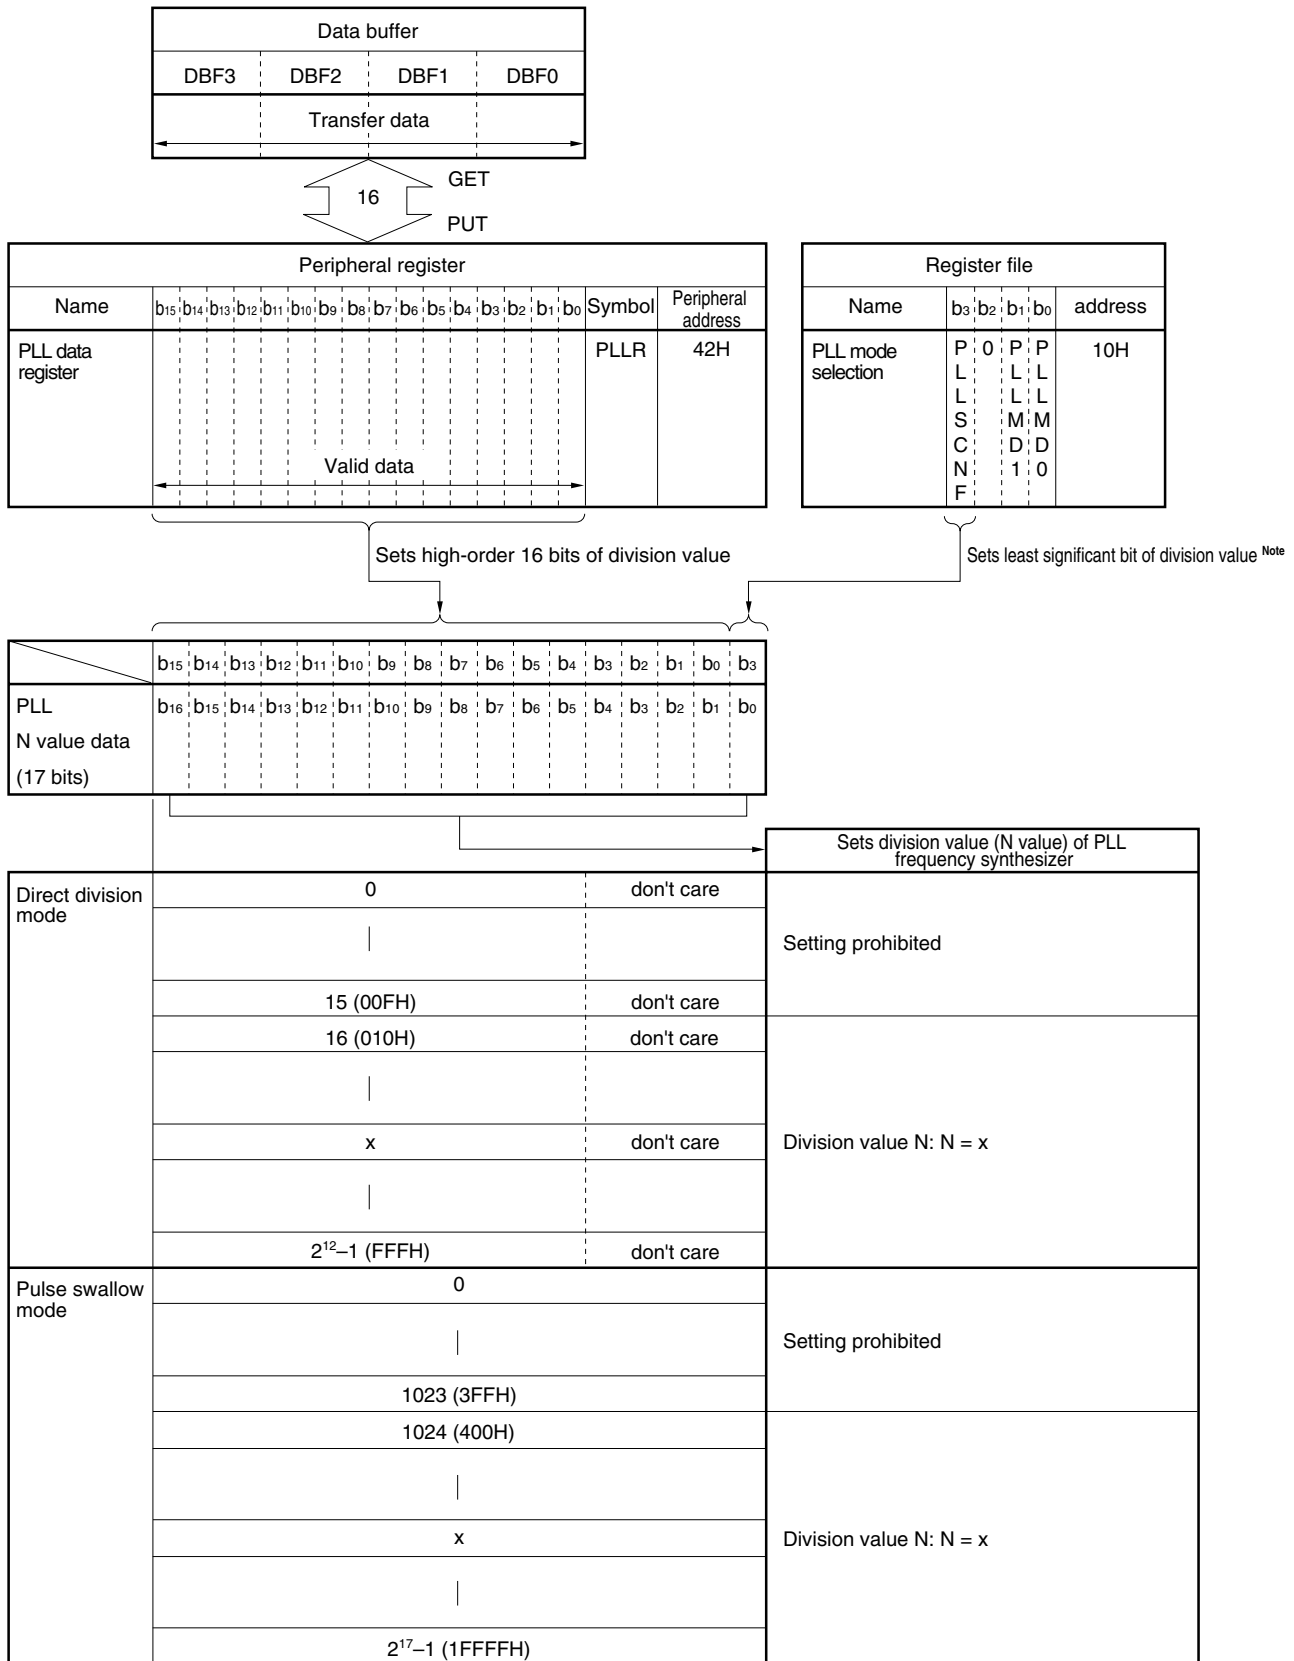 Data buffer
DBF3 DBF2 DBF1 DBF0
Transfer data
16
GET
PUT
Peripheral register
Name b15 b14 b13 b12 b11 b10 b9 b8 b7 b6 b5 b4 b3 b2 b1 b0 Symbol Peripheral address
PLL data register PLLR 42H
Valid data
Register file
Name b3 b2 b1 b0 address
PLL mode selection PLLSCNF 0 PLLMD1 PLLMD0 10H
Sets high-order 16 bits of division value
Sets least significant bit of division value Note
b15 b14 b13 b12 b11 b10 b9 b8 b7 b6 b5 b4 b3 b2 b1 b0 b3
PLL b16 b15 b14 b13 b12 b11 b10 b9 b8 b7 b6 b5 b4 b3 b2 b1 b0
N value data
(17 bits)
Sets division value (N value) of PLL
frequency synthesizer
Direct division
mode
0 don't care
Setting prohibited
15 (00FH) don't care
16 (010H) don't care
x don't care Division value N: N = x
2^12–1 (FFFH) don't care
Pulse swallow
mode
0
Setting prohibited
1023 (3FFH)
1024 (400H)
x Division value N: N = x
2^17–1 (1FFFFH)